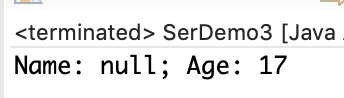 <terminated> SerDemo3 [Java
Name: null; Age: 17